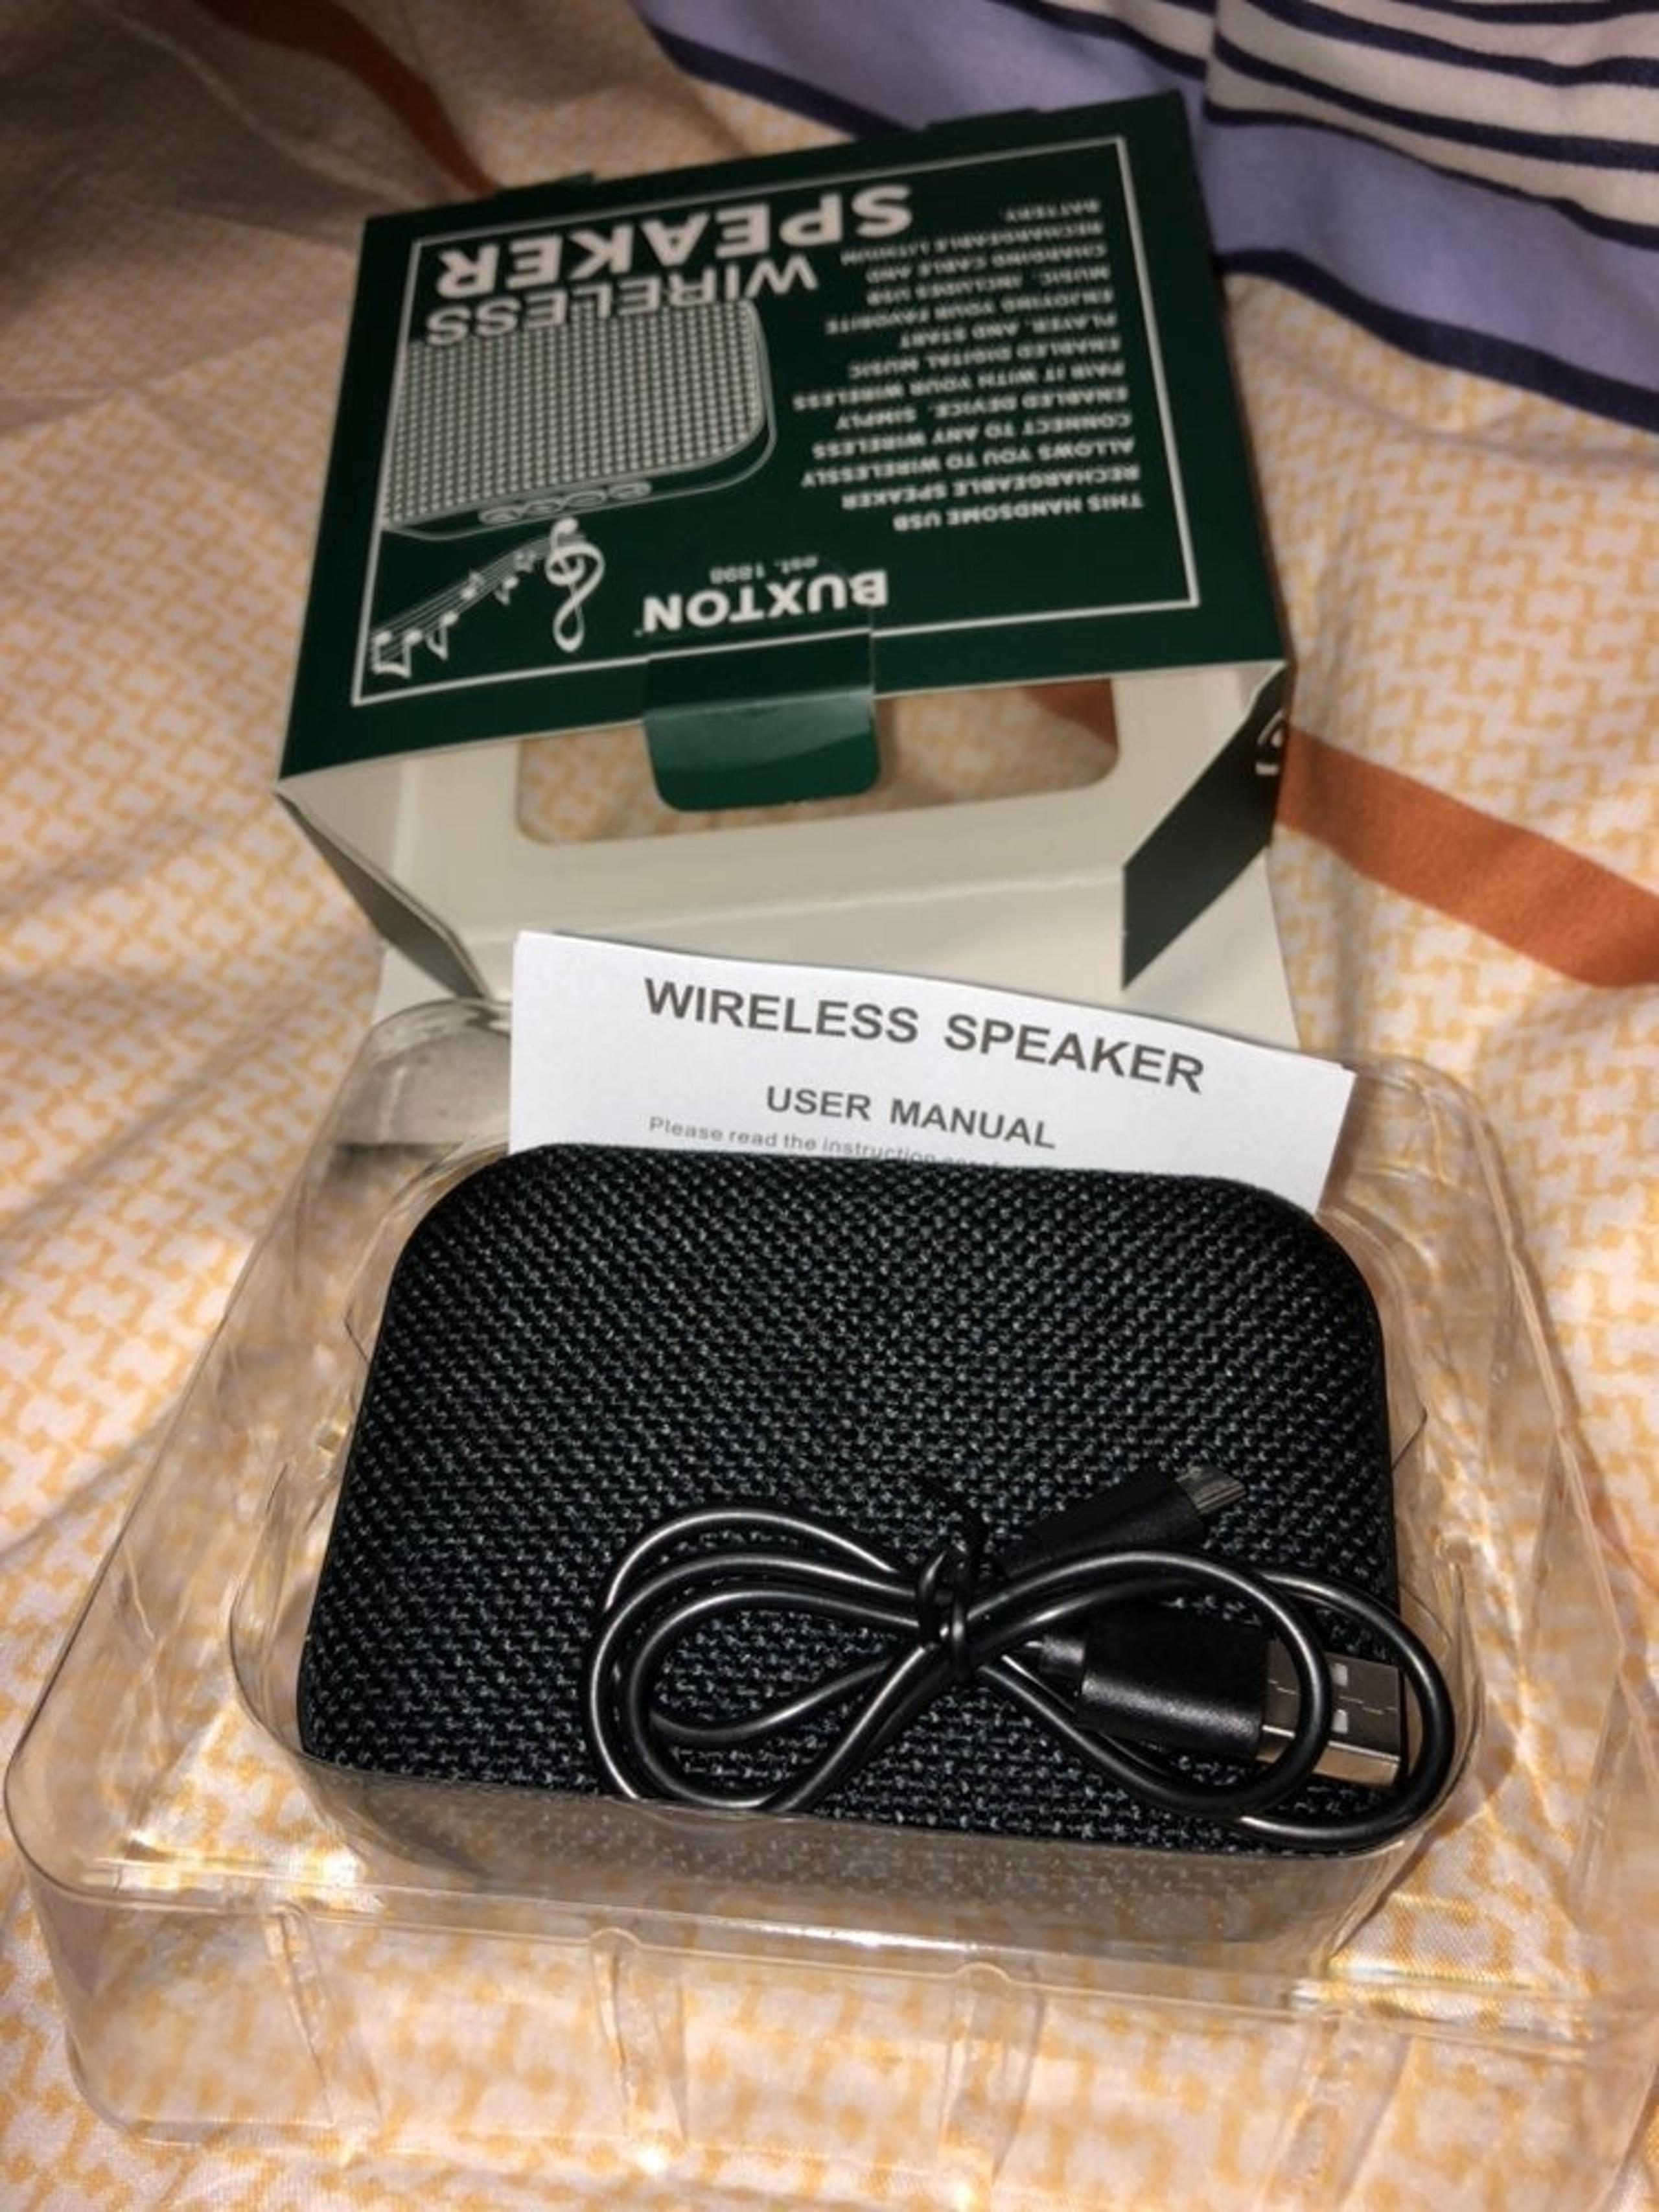 BUXTON
est. 1898
THIS HANDSOME USB
RECHARGEABLE SPEAKER
ALLOWS YOU TO WIRELESSLY
CONNECT TO ANY WIRELESS
ENABLED DEVICE. SIMPLY
PAIR IT WITH YOUR WIRELESS
ENABLED DIGITAL MUSIC
PLAYER, AND START
ENJOYING YOUR FAVORITE
MUSIC. INCLUDES USB
CHARGING CABLE AND
RECHARGEABLE LITHIUM
BATTERY.
WIRELESS
SPEAKER
WIRELESS SPEAKER
USER MANUAL
Please read the instruction